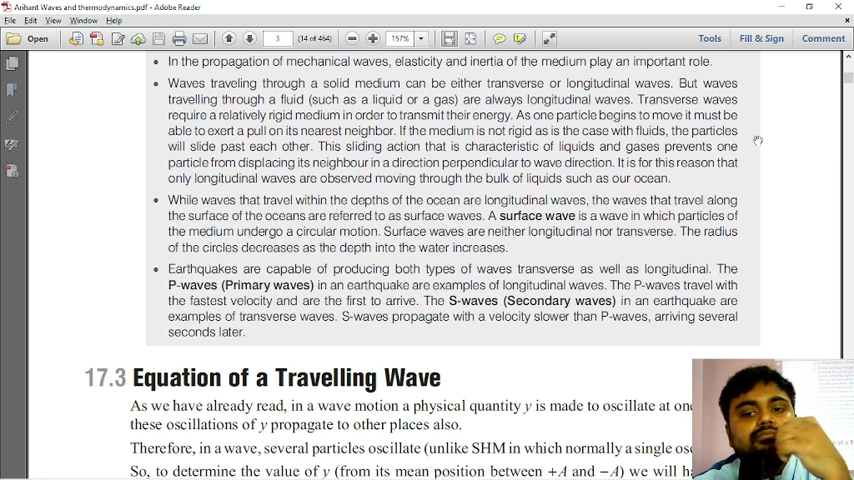 Arihant Waves and thermodynamics.pdf - Adobe Reader
File Edit View Window Help
Open 3 (14 of 464) 157% Tools Fill & Sign Comment
• In the propagation of mechanical waves, elasticity and inertia of the medium play an important role.
• Waves traveling through a solid medium can be either transverse or longitudinal waves. But waves
travelling through a fluid (such as a liquid or a gas) are always longitudinal waves. Transverse waves
require a relatively rigid medium in order to transmit their energy. As one particle begins to move it must be
able to exert a pull on its nearest neighbor. If the medium is not rigid as is the case with fluids, the particles
will slide past each other. This sliding action that is characteristic of liquids and gases prevents one
particle from displacing its neighbour in a direction perpendicular to wave direction. It is for this reason that
only longitudinal waves are observed moving through the bulk of liquids such as our ocean.
• While waves that travel within the depths of the ocean are longitudinal waves, the waves that travel along
the surface of the oceans are referred to as surface waves. A surface wave is a wave in which particles of
the medium undergo a circular motion. Surface waves are neither longitudinal nor transverse. The radius
of the circles decreases as the depth into the water increases.
• Earthquakes are capable of producing both types of waves transverse as well as longitudinal. The
P-waves (Primary waves) in an earthquake are examples of longitudinal waves. The P-waves travel with
the fastest velocity and are the first to arrive. The S-waves (Secondary waves) in an earthquake are
examples of transverse waves. S-waves propagate with a velocity slower than P-waves, arriving several
seconds later.
17.3 Equation of a Travelling Wave
As we have already read, in a wave motion a physical quantity y is made to oscillate at one
these oscillations of y propagate to other places also.
Therefore, in a wave, several particles oscillate (unlike SHM in which normally a single
So, to determine the value of y (from its mean position between +A and −A) we will